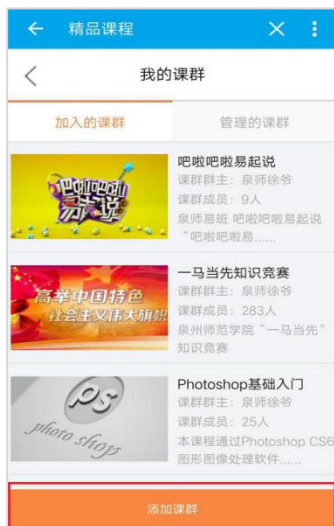 精品课程
我的课群
加入的课群
管理的课群
吧啦吧啦易起说
课群群主：泉师徐爷
课群成员：9人
泉师易班 吧啦吧啦易起说
“吧啦吧啦易......
一马当先知识竞赛
课群群主：泉师徐爷
课群成员：283人
泉州师范学院“一马当先”
知识竞赛
高举中国特色
社会主义伟大旗帜
Photoshop基础入门
课群群主：泉师徐爷
课群成员：25人
本课程通过Photoshop CS6
图形图像处理软件......
PS
photo shop
添加课群